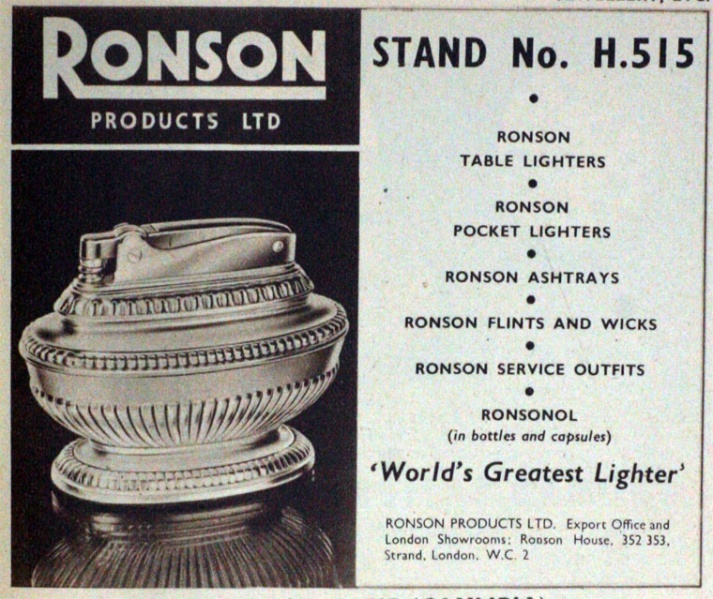 RONSON
PRODUCTS LTD
STAND No. H.515
RONSON
TABLE LIGHTERS
RONSON
POCKET LIGHTERS
RONSON ASHTRAYS
RONSON FLINTS AND WICKS
RONSON SERVICE OUTFITS
RONSONOL
(in bottles and capsules)
‘World's Greatest Lighter’
RONSON PRODUCTS LTD. Export Office and
London Showrooms: Ronson House, 352 353,
Strand, London, W.C. 2